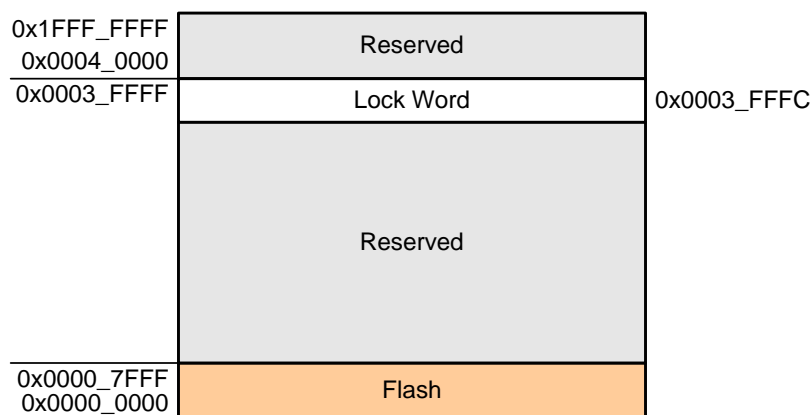 0x1FFF_FFFF
Reserved
0x0004_0000
0x0003_FFFF
Lock Word
0x0003_FFFC
Reserved
0x0000_7FFF
Flash
0x0000_0000